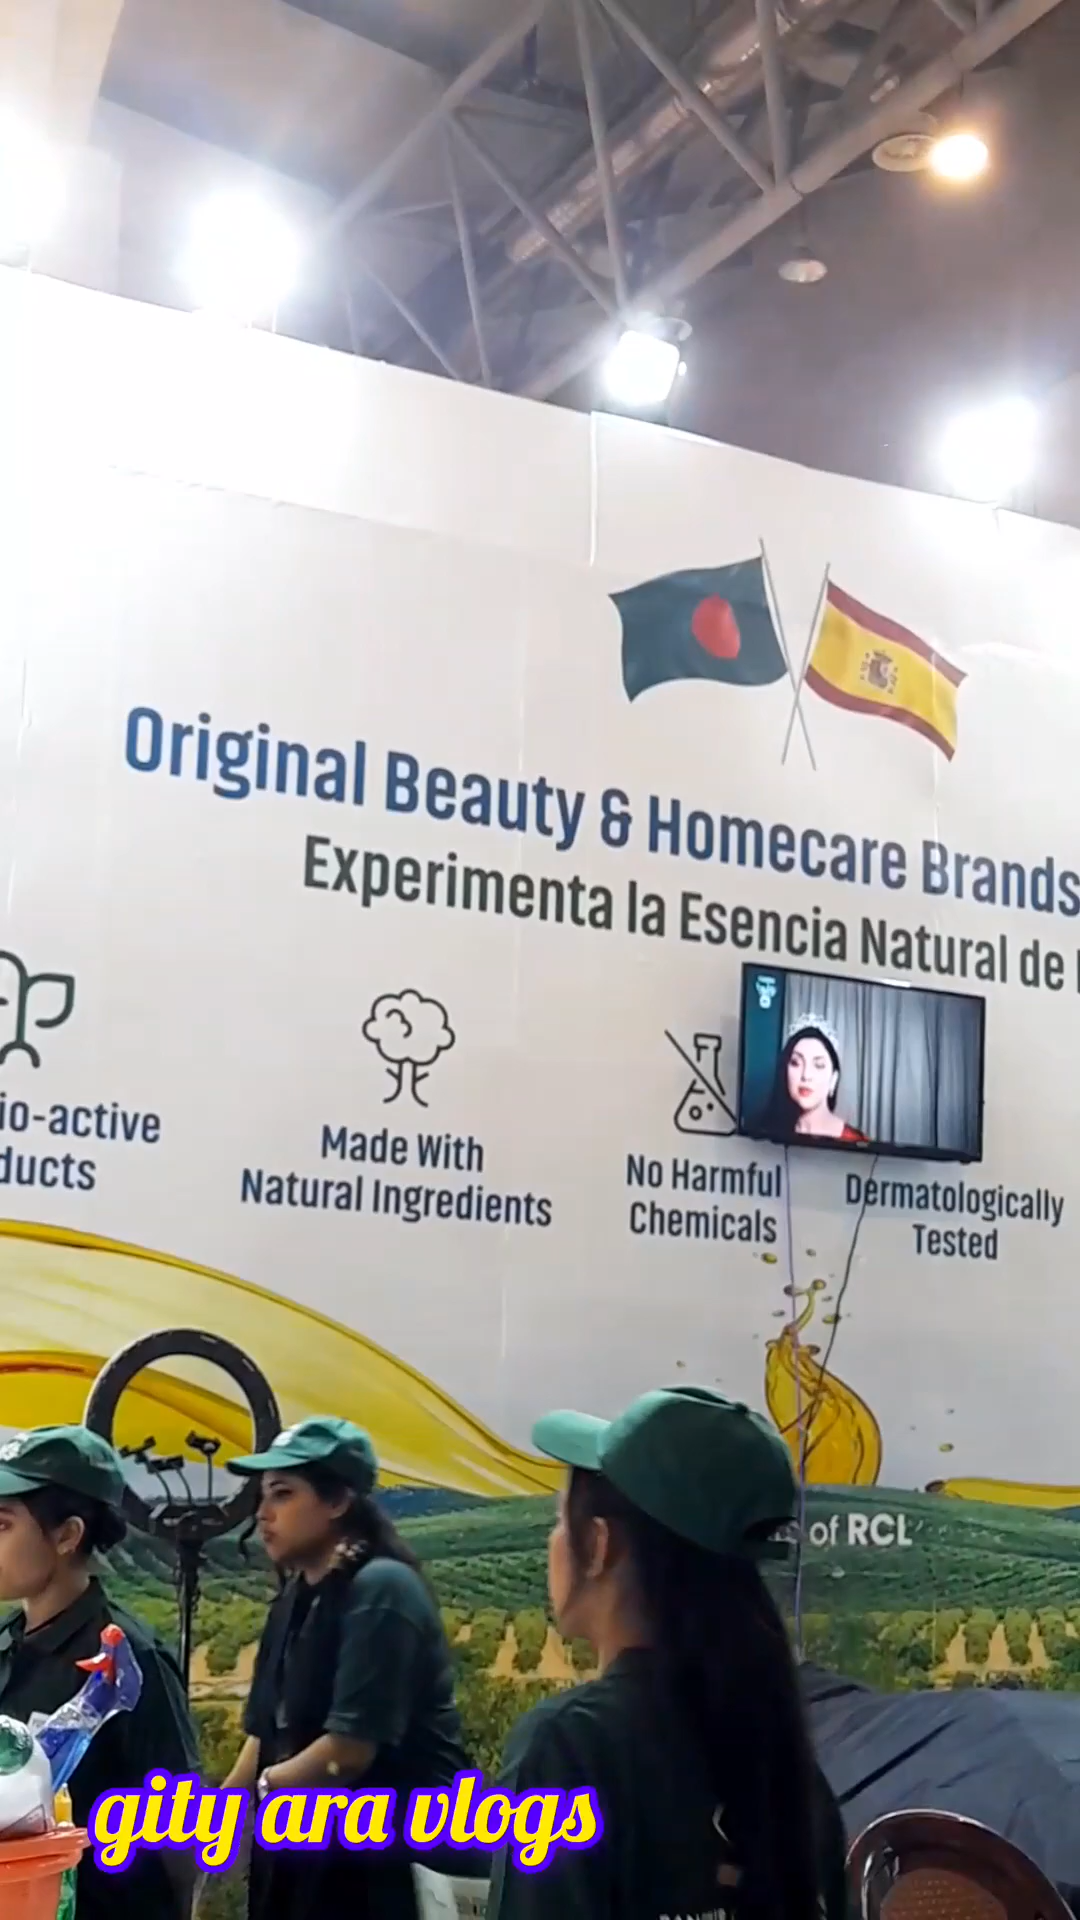 Original Beauty & Homecare Brands
Experimenta la Esencia Natural de
io-active
ducts
Made With
Natural Ingredients
No Harmful
Chemicals
Dermatologically
Tested
of RCL
gity ara vlogs